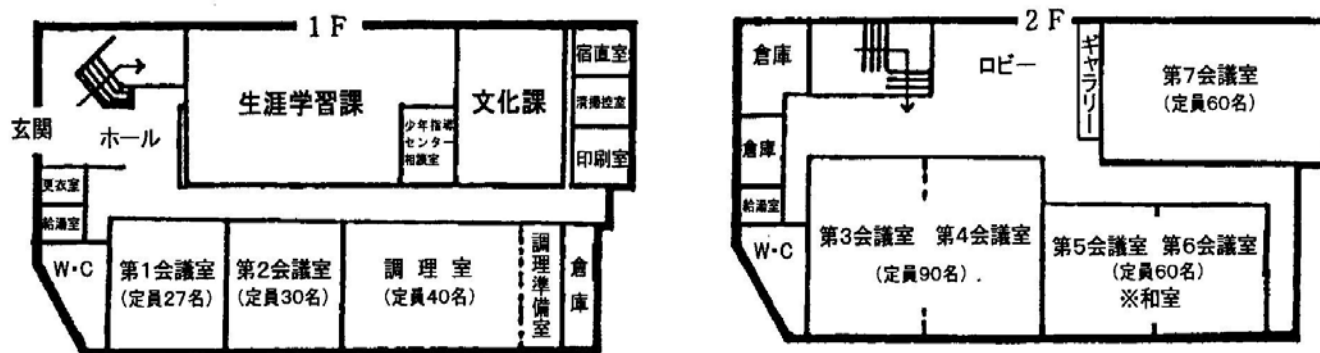 1F
宿直室
生涯学習課
文化課
清掃控室
少年指導
センター
相談室
印刷室
玄関
ホール
更衣室
給湯室
W・C
第1会議室
(定員27名)
第2会議室
(定員30名)
調理室
(定員40名)
調理準備室
倉庫
2F
倉庫
ロビー
ギャラリー
第7会議室
(定員60名)
倉庫
給湯室
W・C
第3会議室 第4会議室
(定員90名).
第5会議室 第6会議室
(定員60名)
※和室